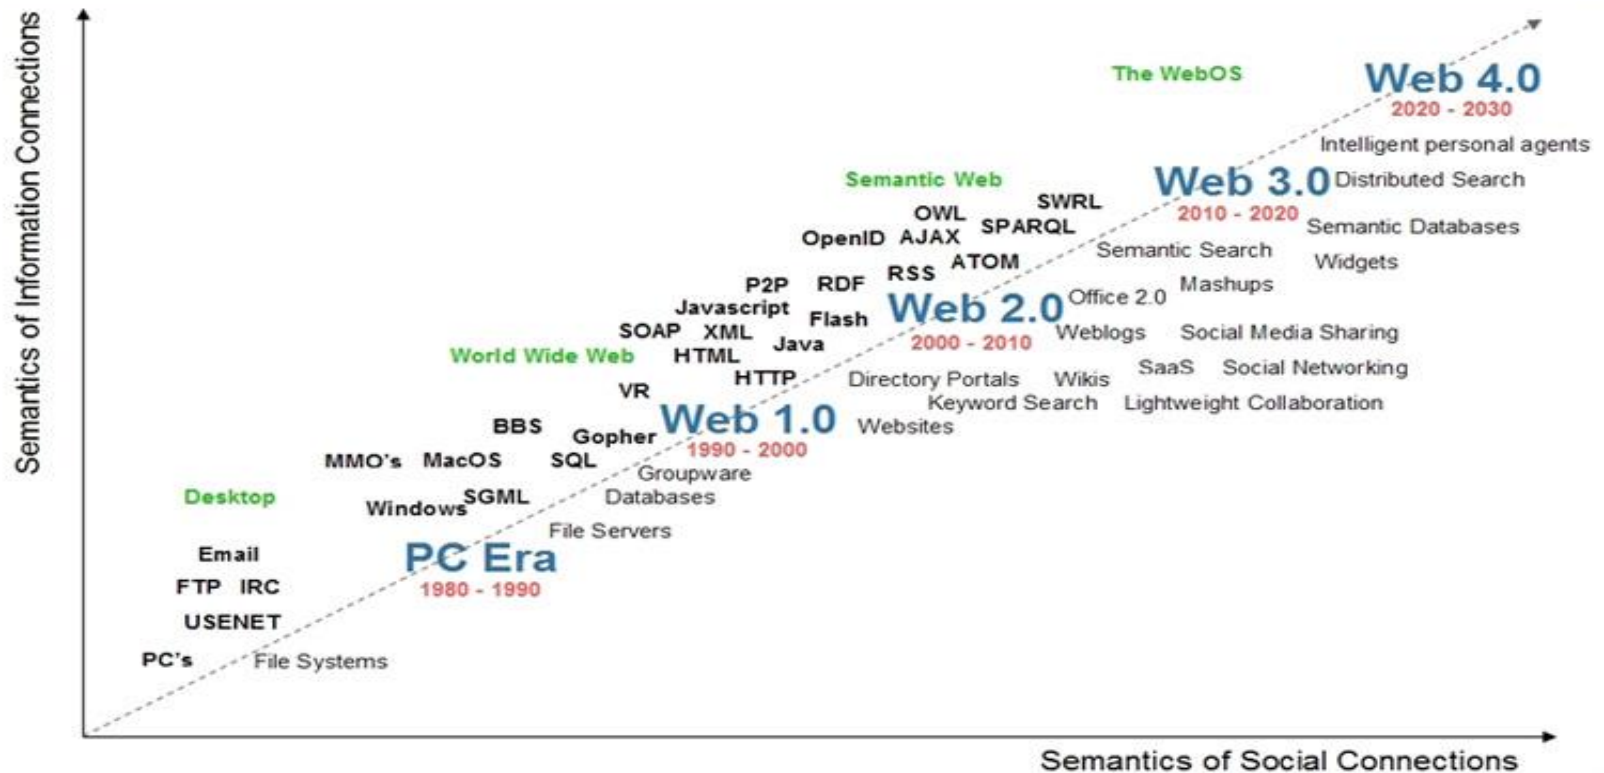 Semantics of Information Connections
The WebOS
Web 4.0
2020 - 2030
Intelligent personal agents
Semantic Web
Web 3.0
Distributed Search
SWRL
2010 - 2020
OWL
SPARQL
Semantic Databases
OpenID
AJAX
Semantic Search
ATOM
Widgets
RSS
P2P
RDF
Mashups
Office 2.0
Javascript
Web 2.0
Flash
SOAP
XML
Weblogs
Social Media Sharing
Java
2000 - 2010
World Wide Web
HTML
SaaS
Social Networking
HTTP
Directory Portals
Wikis
VR
Keyword Search
Lightweight Collaboration
Web 1.0
BBS
Websites
Gopher
1990 - 2000
MMO's
MacOS
SQL
Groupware
Desktop
SGML
Databases
Windows
File Servers
Email
PC Era
FTP
IRC
1980 - 1990
USENET
PC's
File Systems
Semantics of Social Connections